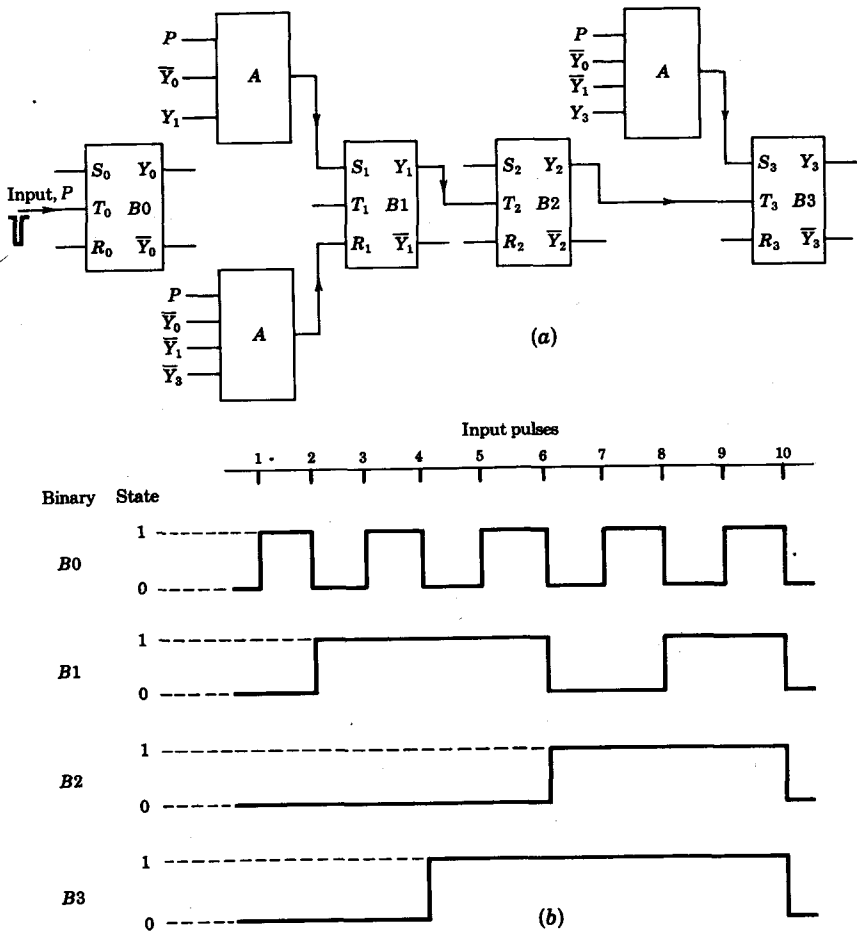 P
Y̅₀
Y₁
A
P
Y̅₀
Y̅₁
Y₃
A
S₀ Y₀
Input, P
T₀ B0
R₀ Y̅₀
S₁ Y₁
T₁ B1
R₁ Y̅₁
S₂ Y₂
T₂ B2
R₂ Y̅₂
S₃ Y₃
T₃ B3
R₃ Y̅₃
P
Y̅₀
Y̅₁
Y̅₃
A
(a)
Input pulses
1 2 3 4 5 6 7 8 9 10
Binary State
1
B0
0
1
B1
0
1
B2
0
1
B3
0
(b)